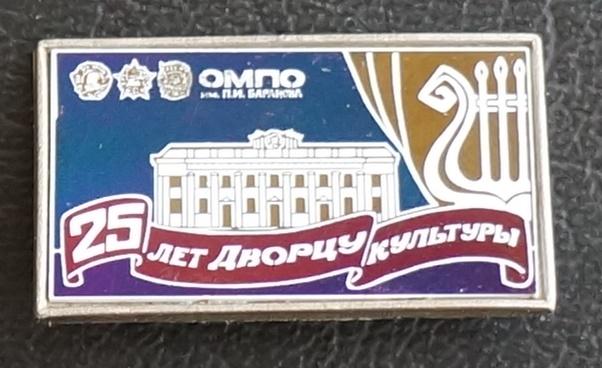 ОМПО
им. П.И. БАРАНОВА
25 ЛЕТ ДВОРЦУ КУЛЬТУРЫ